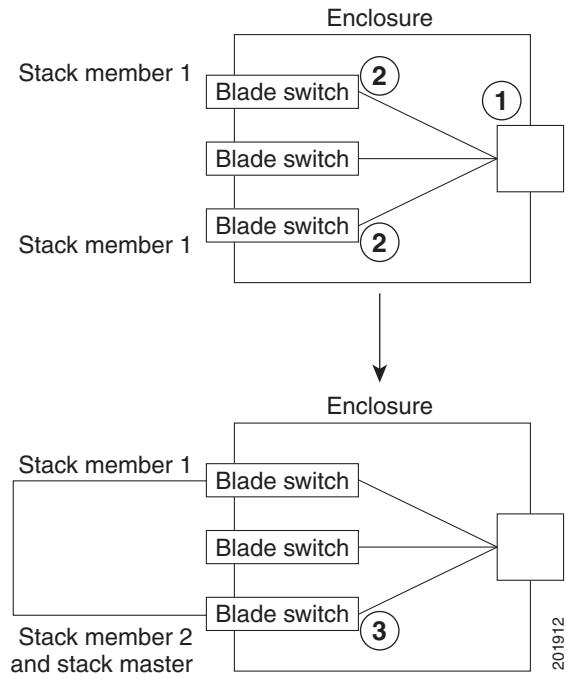 Enclosure
Stack member 1
Blade switch
2
1
Blade switch
Blade switch
2
Stack member 1
Enclosure
Stack member 1
Blade switch
Blade switch
Blade switch
3
Stack member 2
and stack master
201912